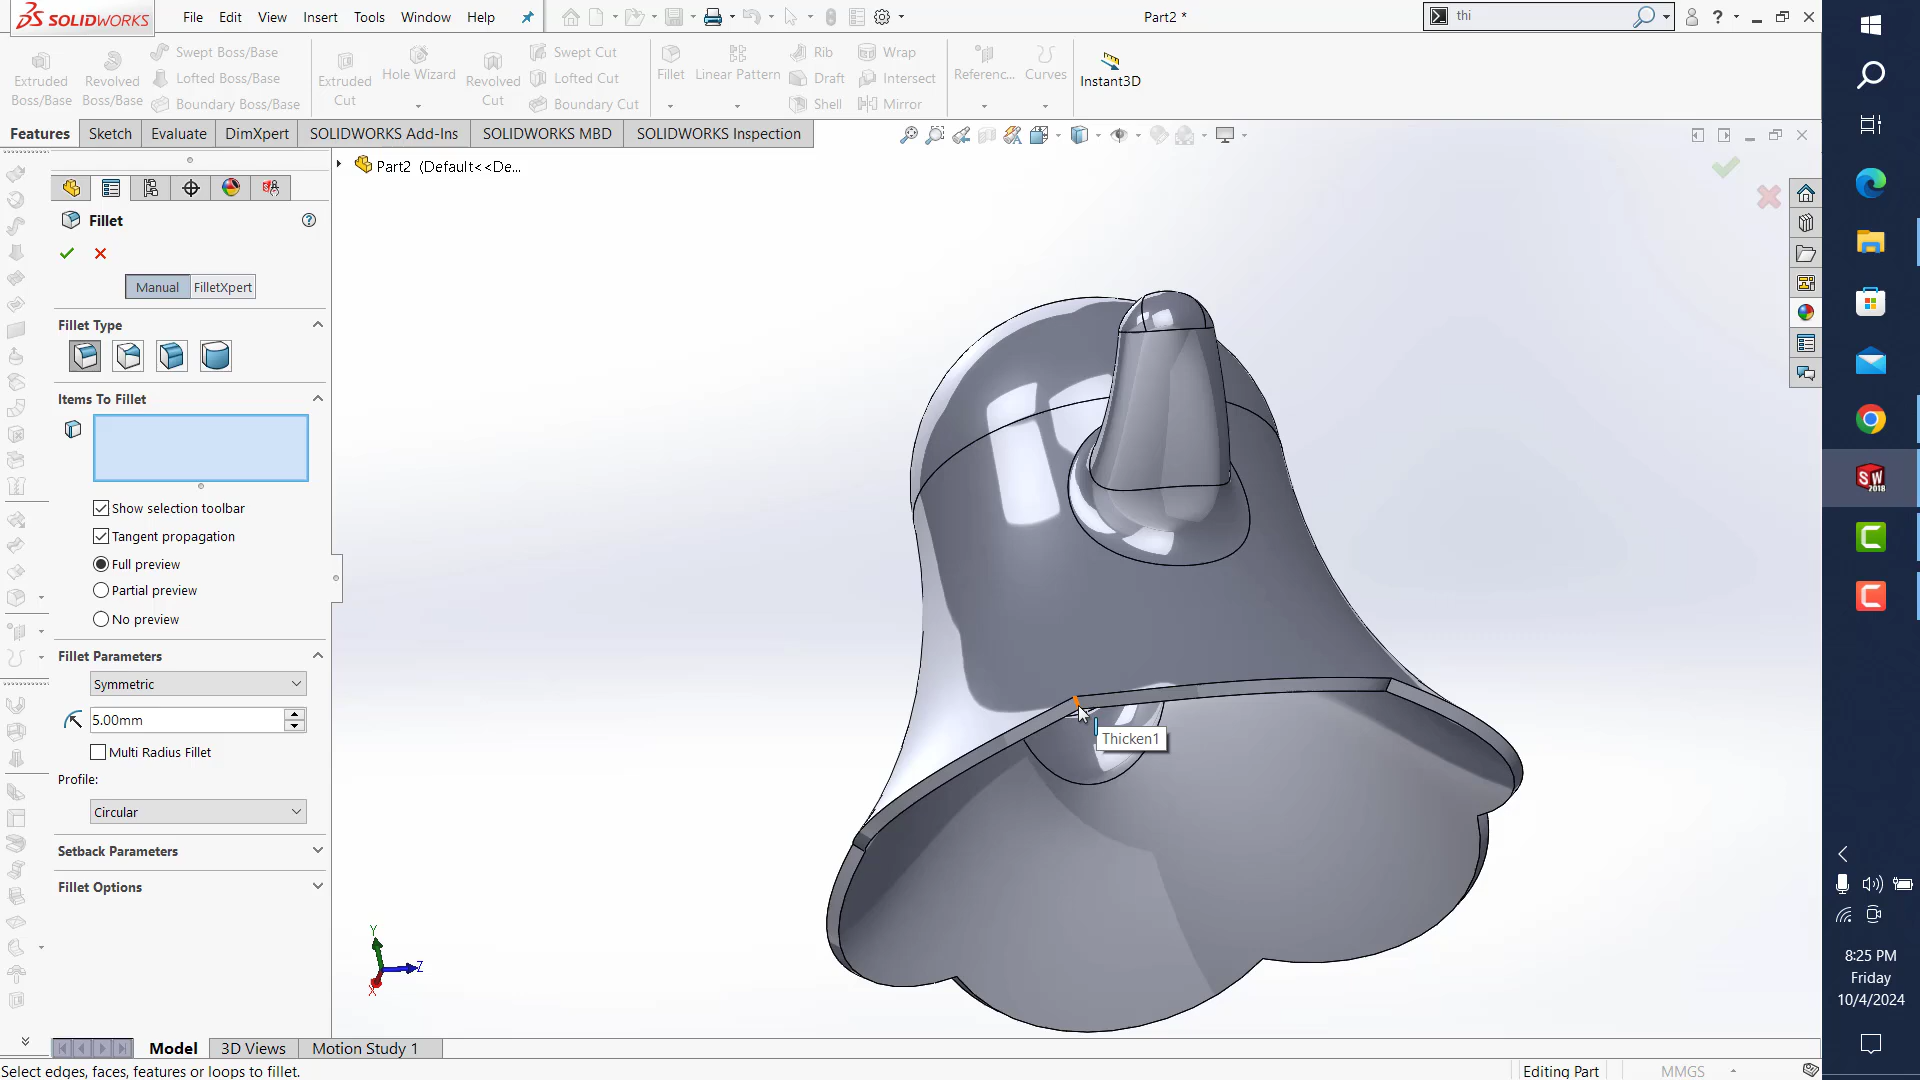 SOLIDWORKS
File
Edit
View
Insert
Tools
Window
Help
Part2 *
thi
Extruded
Boss/Base
Revolved
Boss/Base
Swept Boss/Base
Lofted Boss/Base
Boundary Boss/Base
Extruded
Cut
Hole Wizard
Revolved
Cut
Swept Cut
Lofted Cut
Boundary Cut
Fillet
Linear Pattern
Rib
Draft
Shell
Wrap
Intersect
Mirror
Referenc...
Curves
Instant3D
Features
Sketch
Evaluate
DimXpert
SOLIDWORKS Add-Ins
SOLIDWORKS MBD
SOLIDWORKS Inspection
Part2 (Default<<De...
Fillet
Manual
FilletXpert
Fillet Type
Items To Fillet
Show selection toolbar
Tangent propagation
Full preview
Partial preview
No preview
Fillet Parameters
Symmetric
5.00mm
Multi Radius Fillet
Profile:
Circular
Setback Parameters
Fillet Options
Thicken1
Y
Z
X
Model
3D Views
Motion Study 1
Select edges, faces, features or loops to fillet.
Editing Part
MMGS
SW
2018
8:25 PM
Friday
10/4/2024